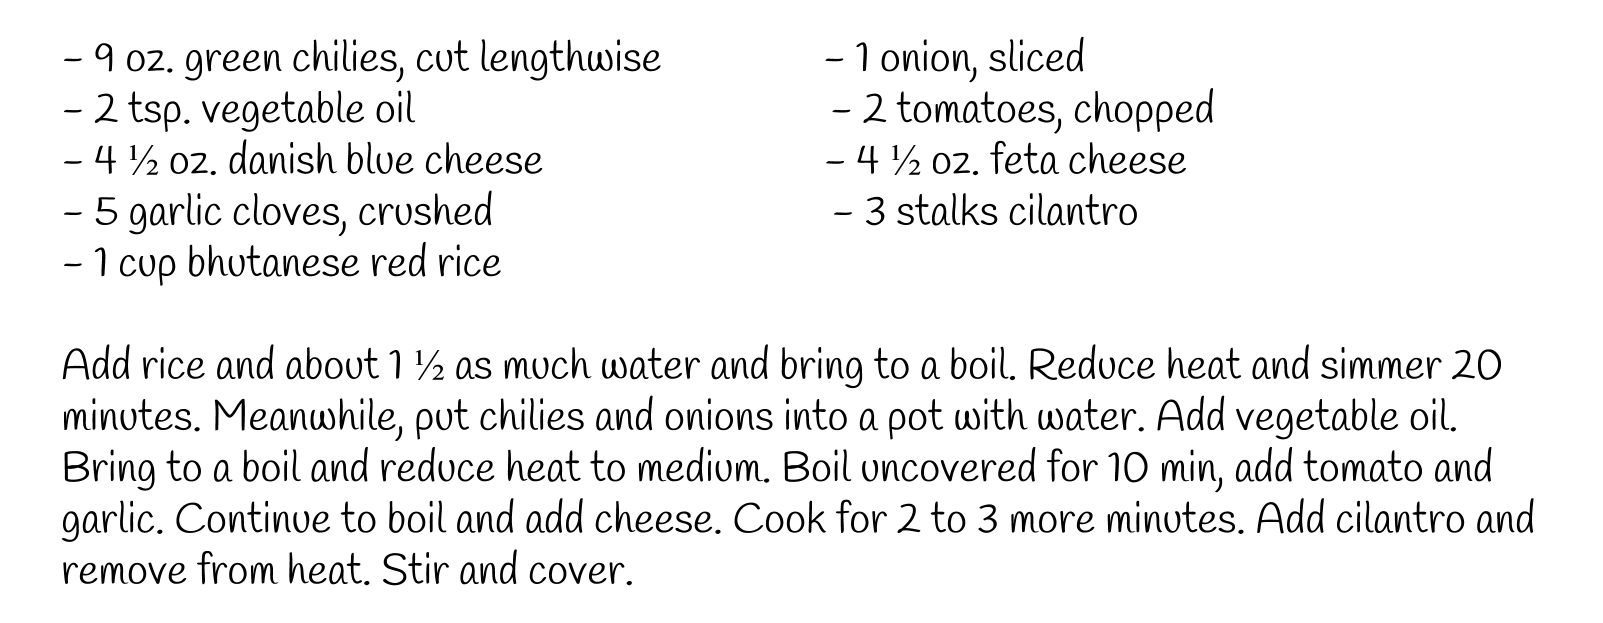 - 9 oz. green chilies, cut lengthwise
- 2 tsp. vegetable oil
- 4 ½ oz. danish blue cheese
- 5 garlic cloves, crushed
- 1 cup bhutanese red rice
- 1 onion, sliced
- 2 tomatoes, chopped
- 4 ½ oz. feta cheese
- 3 stalks cilantro
Add rice and about 1 ½ as much water and bring to a boil. Reduce heat and simmer 20
minutes. Meanwhile, put chilies and onions into a pot with water. Add vegetable oil.
Bring to a boil and reduce heat to medium. Boil uncovered for 10 min, add tomato and
garlic. Continue to boil and add cheese. Cook for 2 to 3 more minutes. Add cilantro and
remove from heat. Stir and cover.